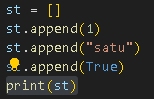 st = []
st.append(1)
st.append("satu")
st.append(True)
print(st)